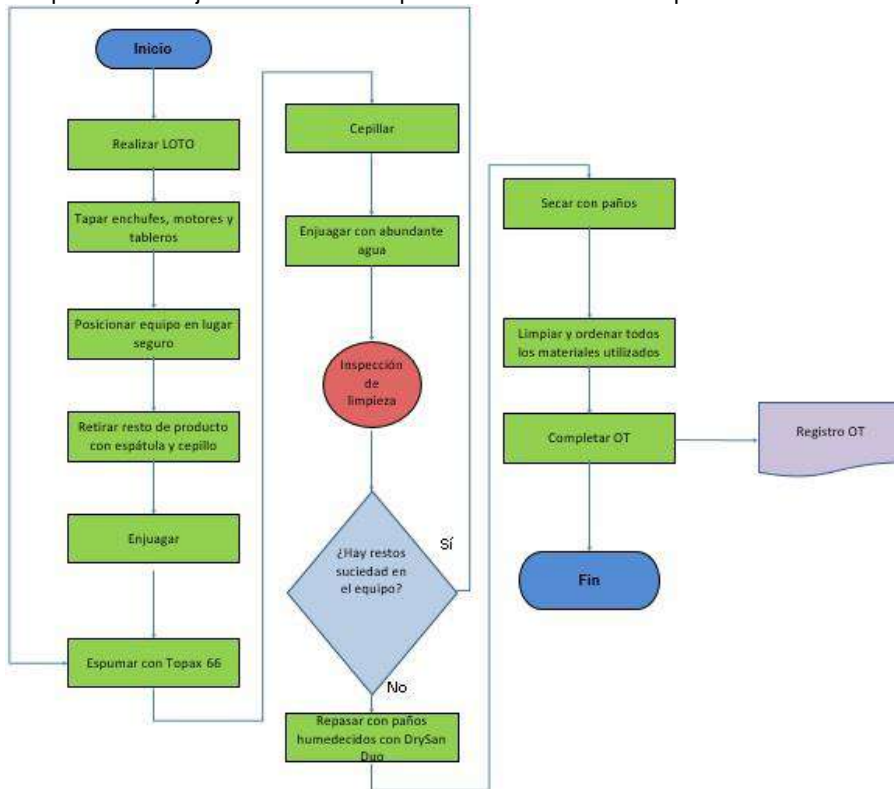 Inicio
Realizar LOTO
Tapar enchufes, motores y
tableros
Posicionar equipo en lugar
seguro
Retirar resto de producto
con espátula y cepillo
Enjuagar
Espumar con Topax 66
Cepillar
Enjuagar con abundante
agua
Inspección
de
limpieza
¿Hay restos
suciedad en
el equipo?
Sí
No
Repasar con paños
humedecidos con DrySan
Duo
Secar con paños
Limpiar y ordenar todos
los materiales utilizados
Completar OT
Registro OT
Fin